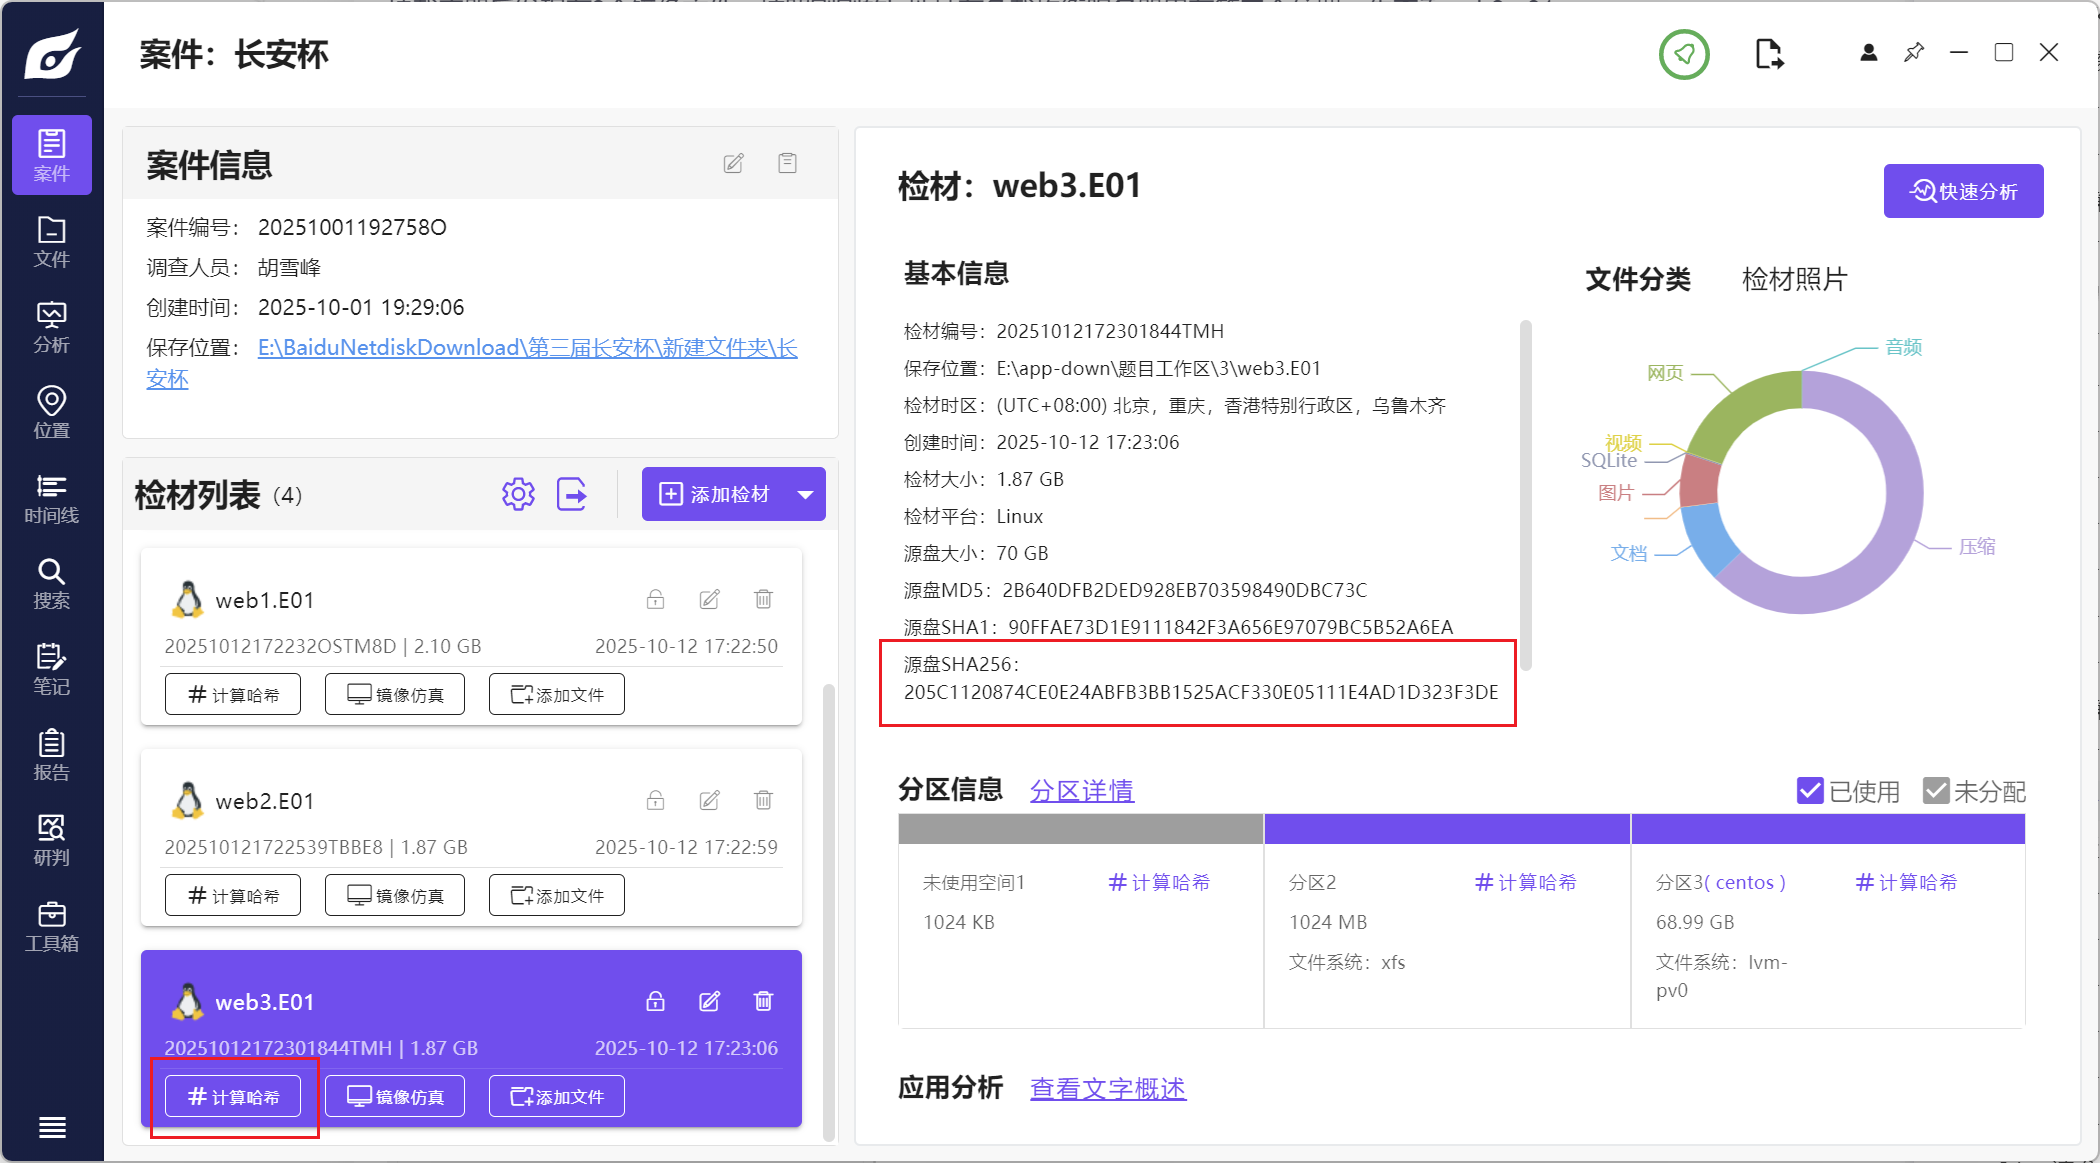 案件：长安杯
案件
文件
分析
位置
时间线
搜索
笔记
报告
研判
工具箱
案件信息
案件编号： 20251001192758O
调查人员： 胡雪峰
创建时间： 2025-10-01 19:29:06
保存位置： E:\BaiduNetdiskDownload\第三届长安杯\新建文件夹\长
安杯
检材列表 (4)
添加检材
web1.E01
20251012172232OSTM8D | 2.10 GB 2025-10-12 17:22:50
计算哈希 镜像仿真 添加文件
web2.E01
202510121722539TBBE8 | 1.87 GB 2025-10-12 17:22:59
计算哈希 镜像仿真 添加文件
web3.E01
20251012172301844TMH | 1.87 GB 2025-10-12 17:23:06
计算哈希 镜像仿真 添加文件
检材：web3.E01
快速分析
基本信息
检材编号：20251012172301844TMH
保存位置：E:\app-down\题目工作区\3\web3.E01
检材时区：(UTC+08:00) 北京，重庆，香港特别行政区，乌鲁木齐
创建时间：2025-10-12 17:23:06
检材大小：1.87 GB
检材平台：Linux
源盘大小：70 GB
源盘MD5：2B640DFB2DED928EB703598490DBC73C
源盘SHA1：90FFAE73D1E9111842F3A656E97079BC5B52A6EA
源盘SHA256：
205C1120874CE0E24ABFB3BB1525ACF330E05111E4AD1D323F3DE
文件分类 检材照片
音频
网页
视频
SQLite
图片
文档
压缩
分区信息 分区详情
已使用 未分配
未使用空间1 计算哈希
1024 KB
分区2 计算哈希
1024 MB
文件系统：xfs
分区3( centos ) 计算哈希
68.99 GB
文件系统：lvm-
pv0
应用分析 查看文字概述